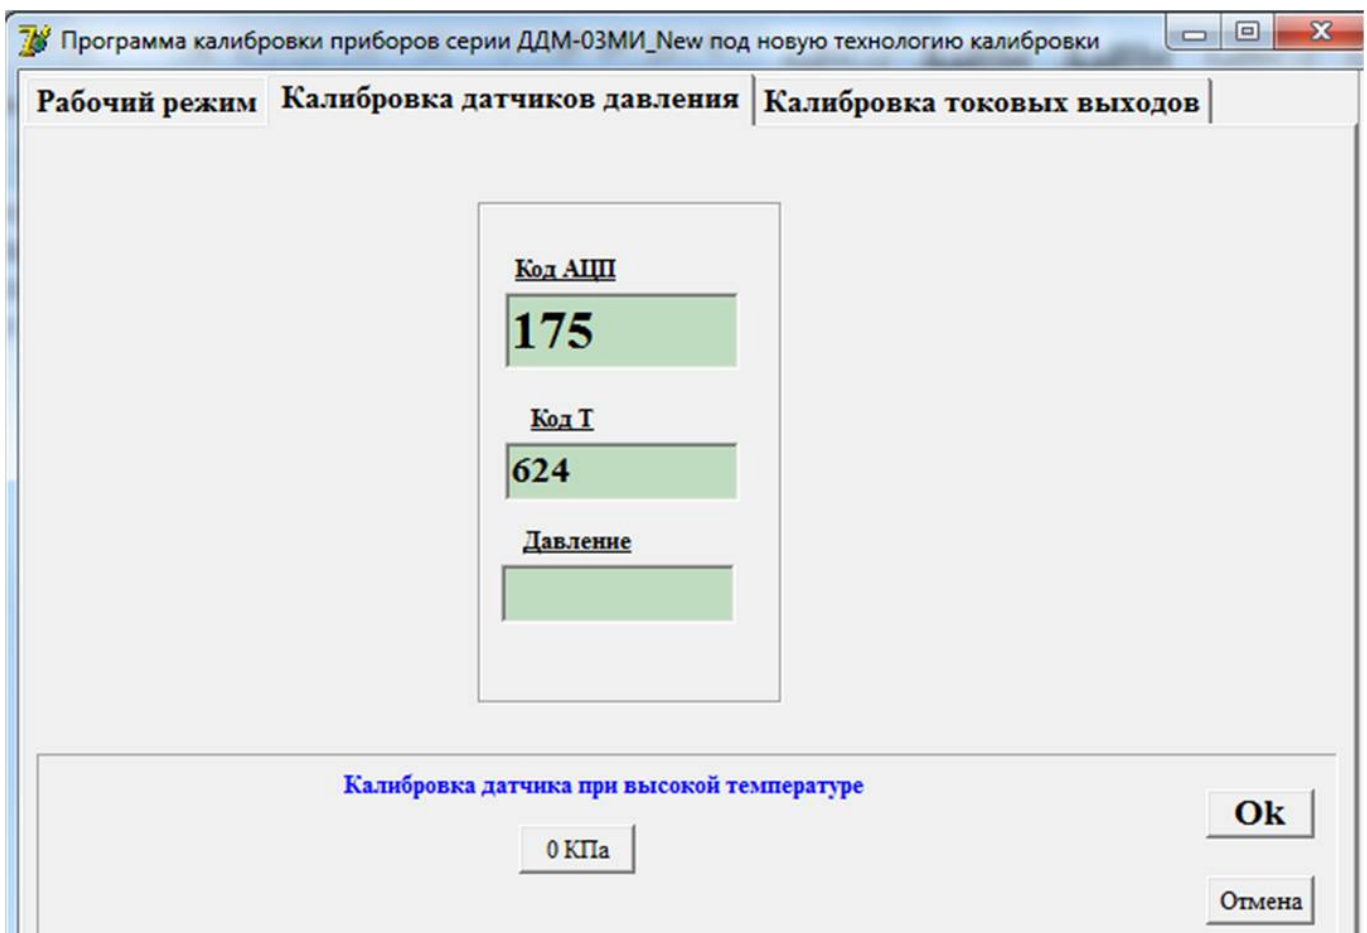 Программа калибровки приборов серии ДДМ-03МИ_New под новую технологию калибровки
Рабочий режим Калибровка датчиков давления Калибровка токовых выходов
Код АЦП
175
Код Т
624
Давление
Калибровка датчика при высокой температуре
Ok
0 КПа
Отмена